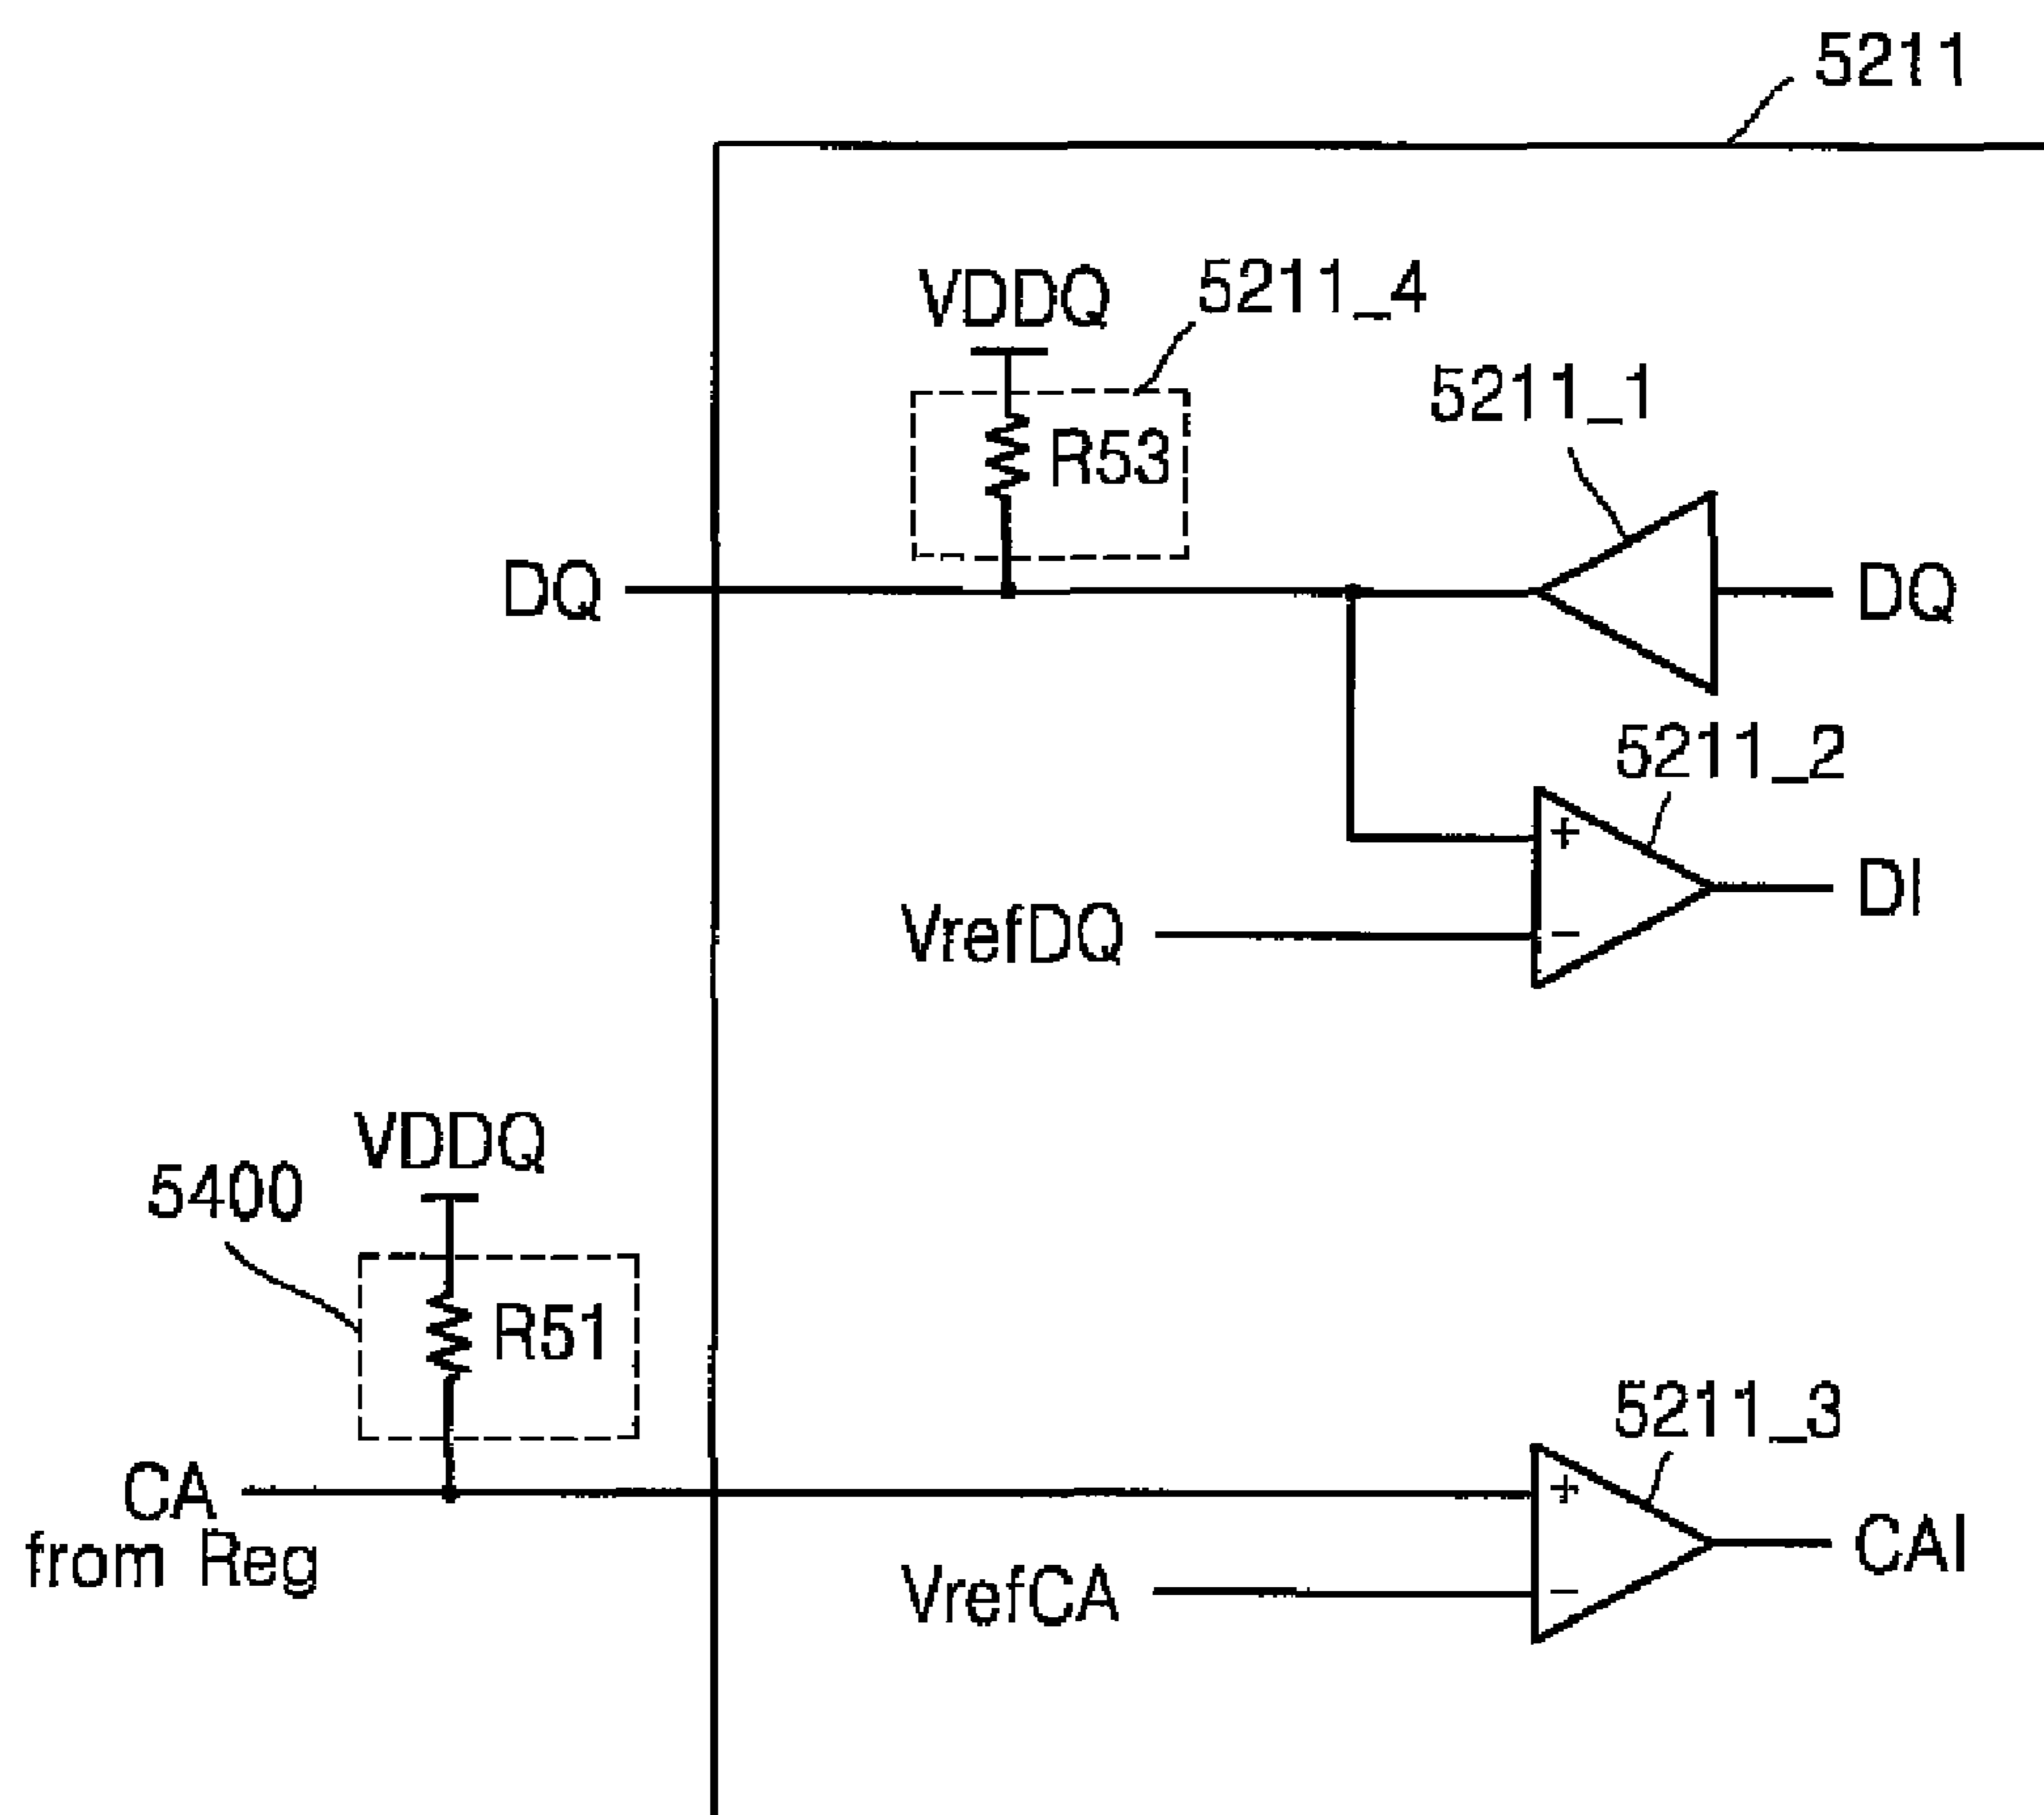 5211
VDDQ
5211_4
5211_1
R53
DQ
DQ
5211_2
+
VrefDQ
−
DI
VDDQ
5400
R51
5211_3
CA
from Reg
+
VrefCA
−
CAI